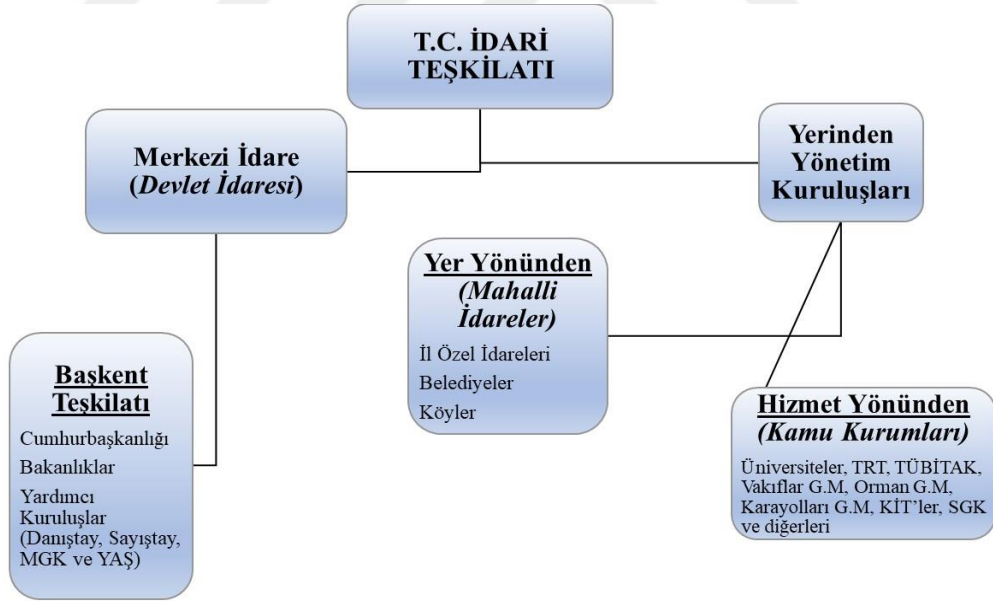 T.C. İDARİ
TEŞKİLATI
Merkezi İdare
(Devlet İdaresi)
Yerinden
Yönetim
Kuruluşları
Yer Yönünden
(Mahalli
İdareler)
İl Özel İdareleri
Belediyeler
Köyler
Başkent
Teşkilatı
Cumhurbaşkanlığı
Bakanlıklar
Yardımcı
Kuruluşlar
(Danıştay, Sayıştay,
MGK ve YAŞ)
Hizmet Yönünden
(Kamu Kurumları)
Üniversiteler, TRT, TÜBİTAK,
Vakıflar G.M, Orman G.M,
Karayolları G.M, KİT’ler, SGK
ve diğerleri